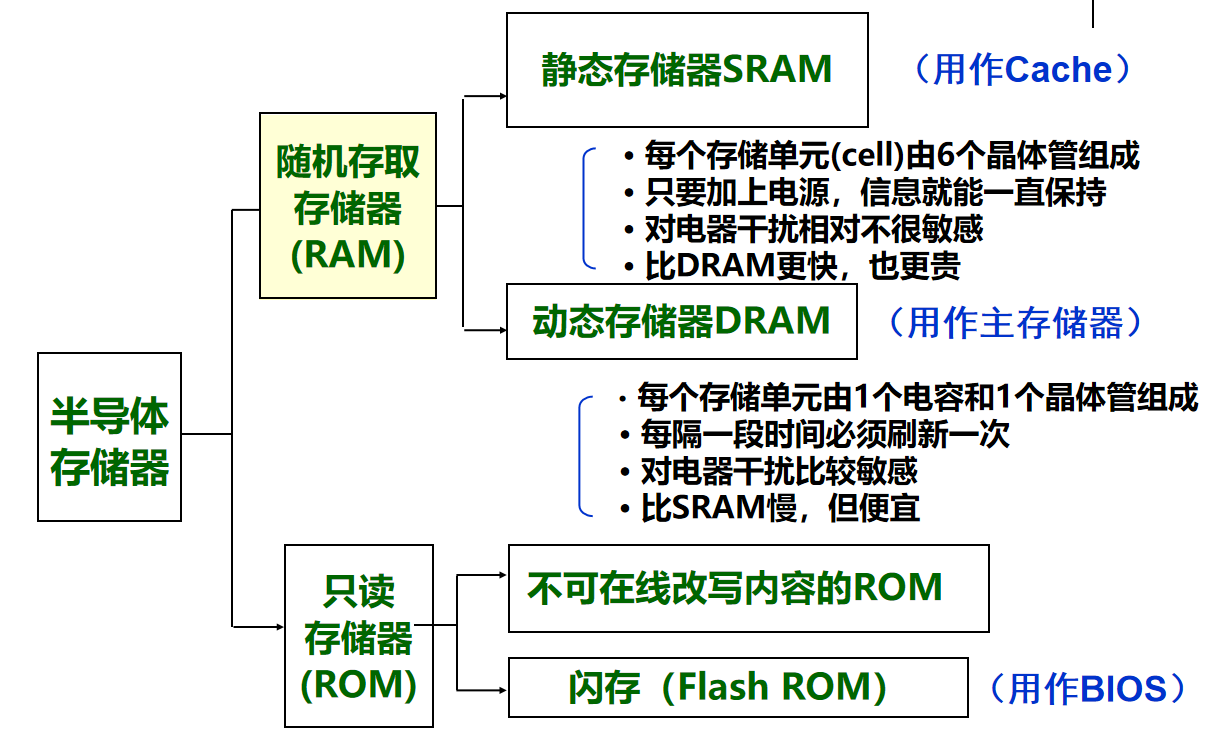 静态存储器SRAM
（用作Cache）
• 每个存储单元(cell)由6个晶体管组成
• 只要加上电源，信息就能一直保持
• 对电器干扰相对不很敏感
• 比DRAM更快，也更贵
随机存取
存储器
(RAM)
动态存储器DRAM
（用作主存储器）
• 每个存储单元由1个电容和1个晶体管组成
• 每隔一段时间必须刷新一次
• 对电器干扰比较敏感
• 比SRAM慢，但便宜
半导体
存储器
只读
存储器
(ROM)
不可在线改写内容的ROM
闪存（Flash ROM）
（用作BIOS）